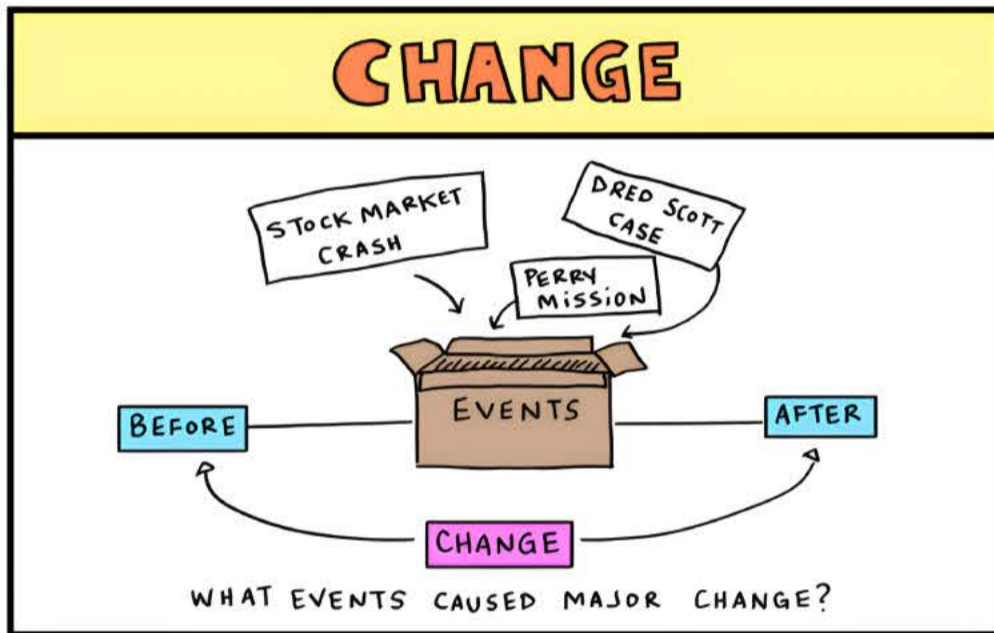 CHANGE
STOCK MARKET
CRASH
DRED SCOTT
CASE
PERRY
MISSION
EVENTS
BEFORE
AFTER
CHANGE
WHAT EVENTS CAUSED MAJOR CHANGE?